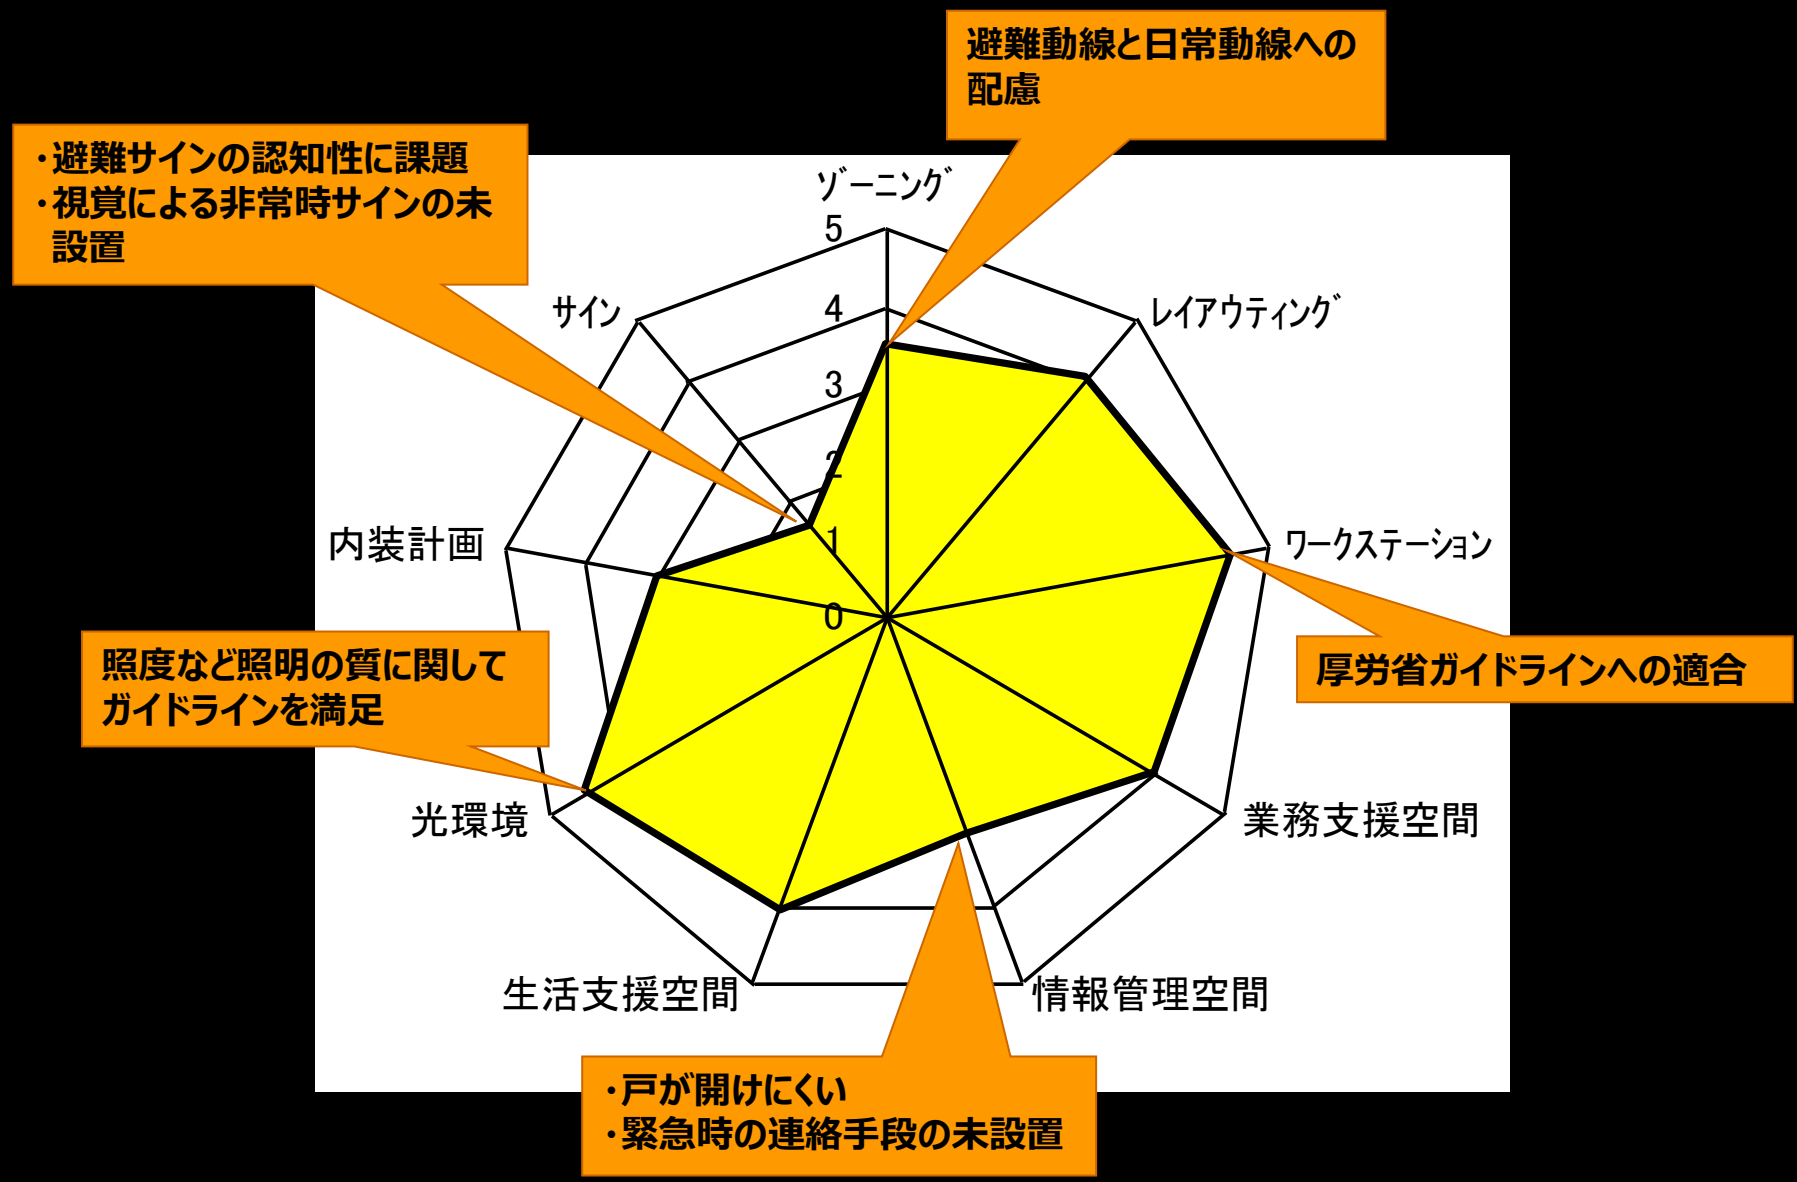 避難動線と日常動線への
配慮
・避難サインの認知性に課題
・視覚による非常時サインの未
設置
ｿﾞｰﾆﾝｸﾞ
5
サイン
4
ﾚｲｱｳﾃｨﾝｸﾞ
3
2
内装計画
1
ﾜｰｸｽﾃｰｼｮﾝ
0
照度など照明の質に関して
ガイドラインを満足
厚労省ガイドラインへの適合
光環境
業務支援空間
生活支援空間
情報管理空間
・戸が開けにくい
・緊急時の連絡手段の未設置